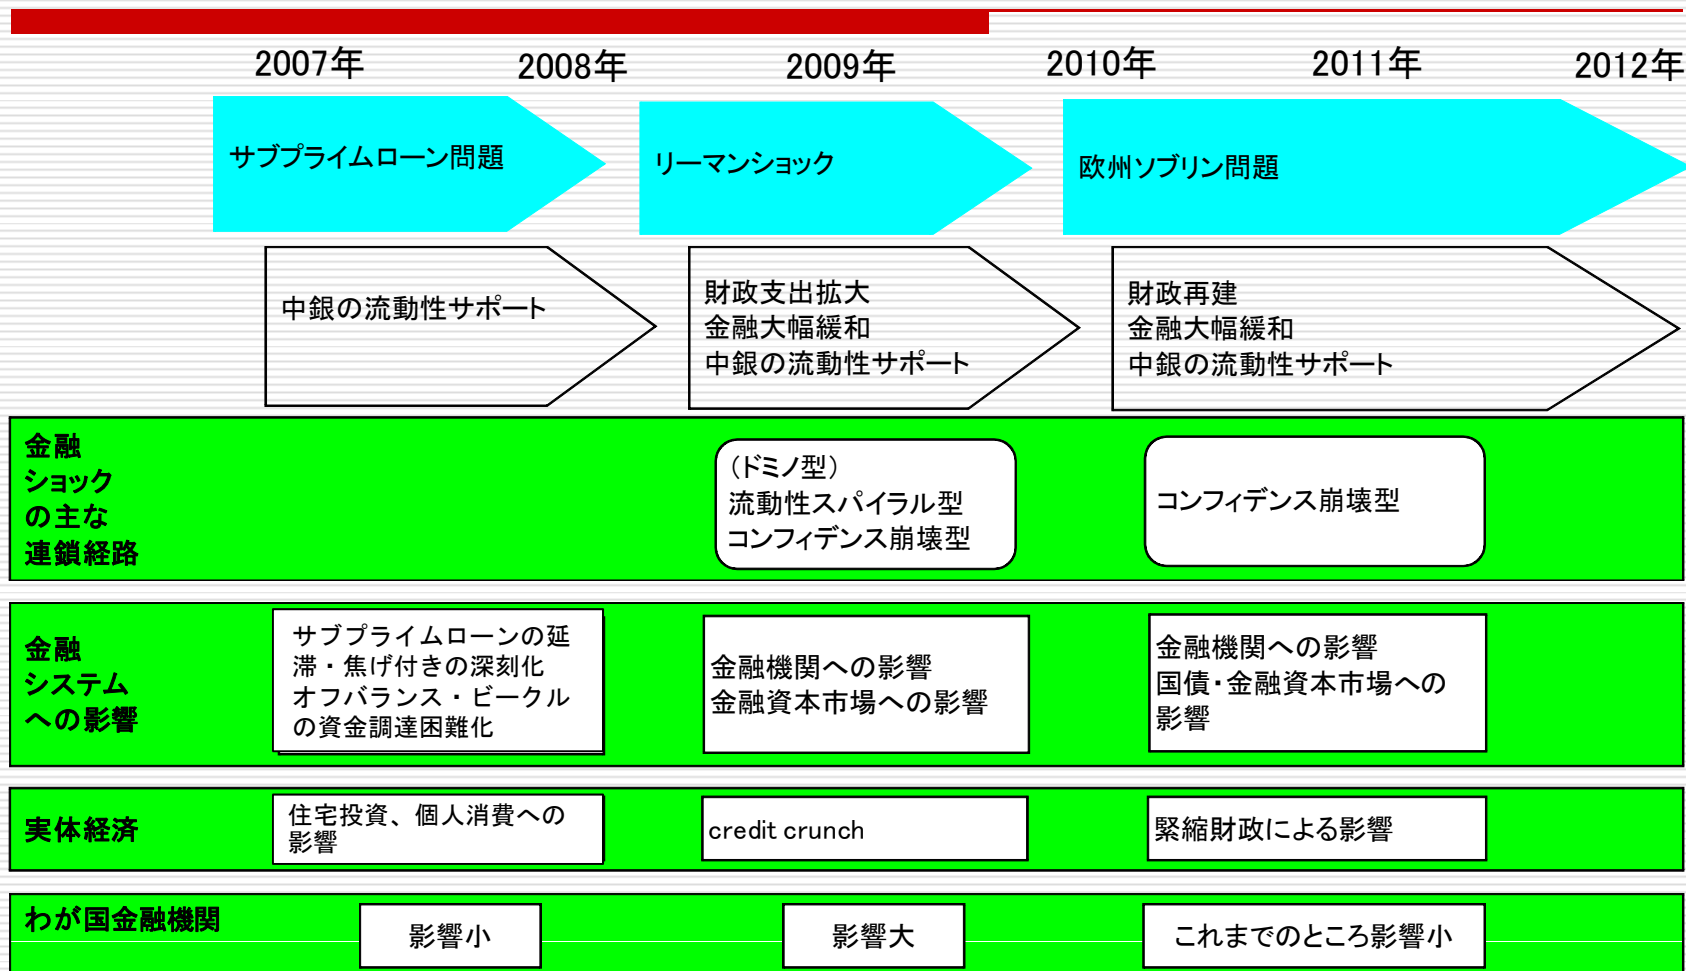 2007年 2008年 2009年 2010年 2011年 2012年
サブプライムローン問題
リーマンショック
欧州ソブリン問題
中銀の流動性サポート
財政支出拡大
金融大幅緩和
中銀の流動性サポート
財政再建
金融大幅緩和
中銀の流動性サポート
金融
ショック
の主な
連鎖経路
（ドミノ型）
流動性スパイラル型
コンフィデンス崩壊型
コンフィデンス崩壊型
金融
システム
への影響
サブプライムローンの延
滞・焦げ付きの深刻化
オフバランス・ビークル
の資金調達困難化
金融機関への影響
金融資本市場への影響
金融機関への影響
国債・金融資本市場への
影響
実体経済
住宅投資、個人消費への
影響
credit crunch
緊縮財政による影響
わが国金融機関
影響小
影響大
これまでのところ影響小